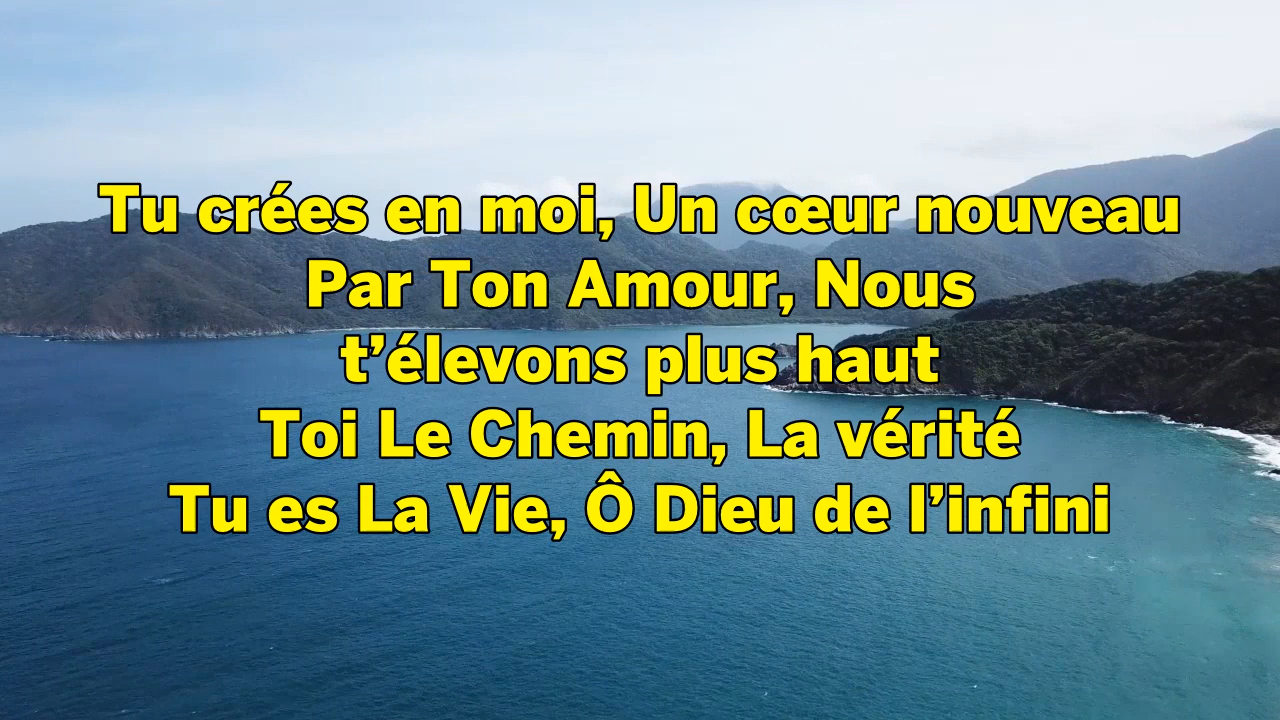 Tu crées en moi, Un cœur nouveau
Par Ton Amour, Nous
t’élevons plus haut
Toi Le Chemin, La vérité
Tu es La Vie, Ô Dieu de l’infini